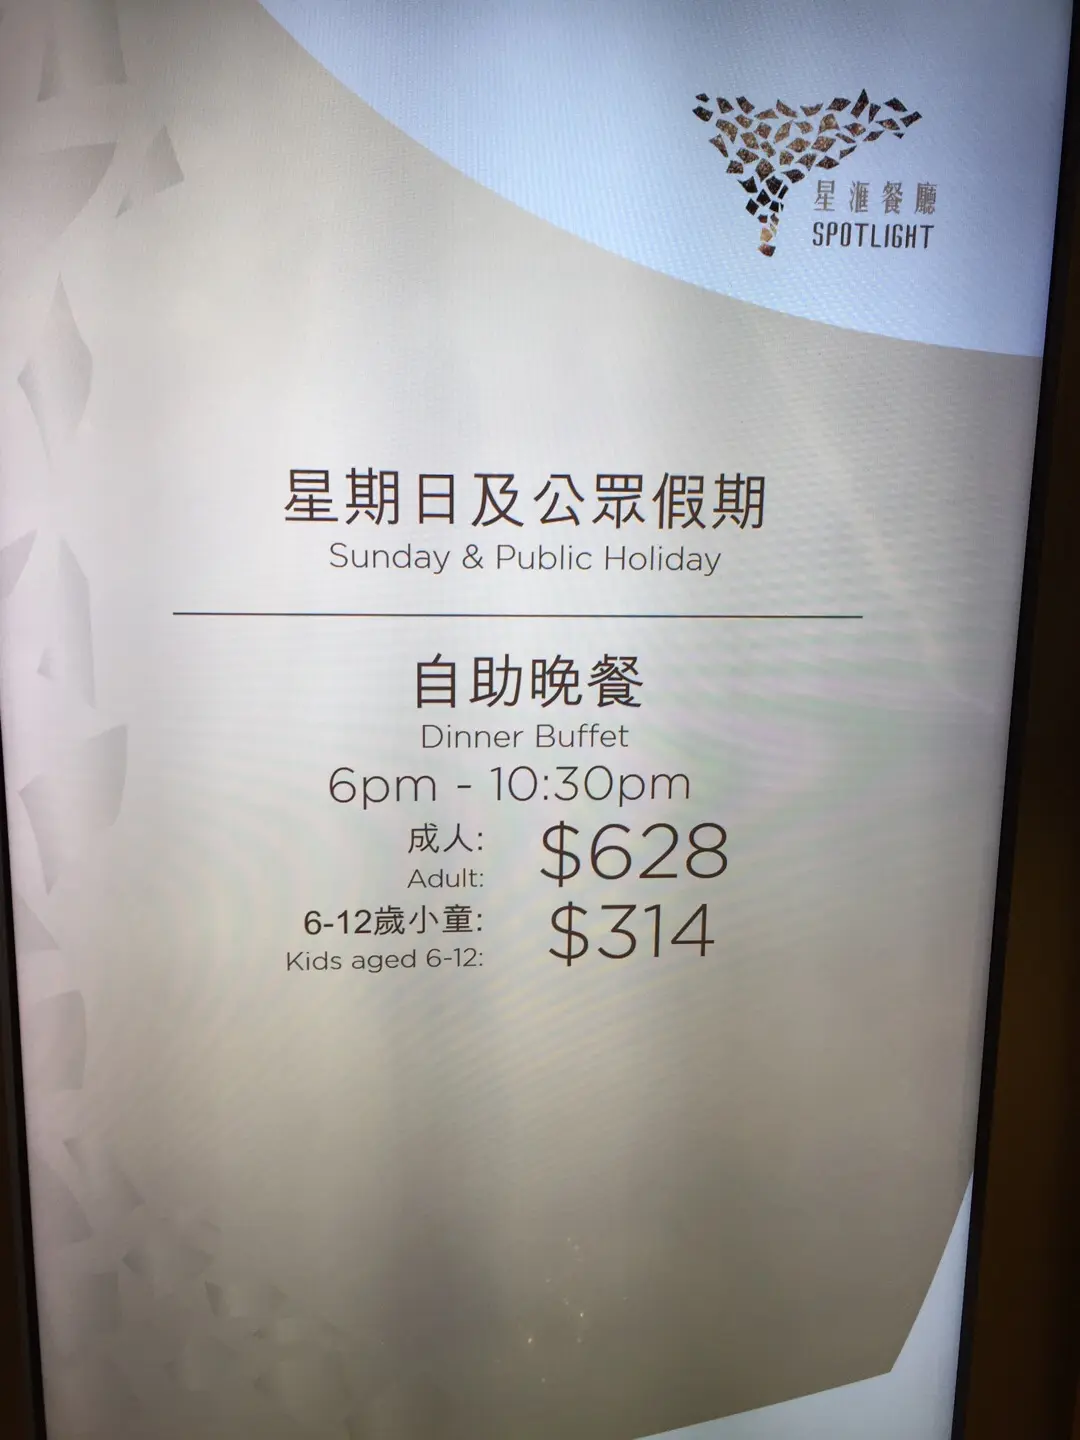 星滙餐廳
SPOTLIGHT
星期日及公眾假期
Sunday & Public Holiday
自助晚餐
Dinner Buffet
6pm - 10:30pm
成人: $628
Adult:
6-12歲小童: $314
Kids aged 6-12: